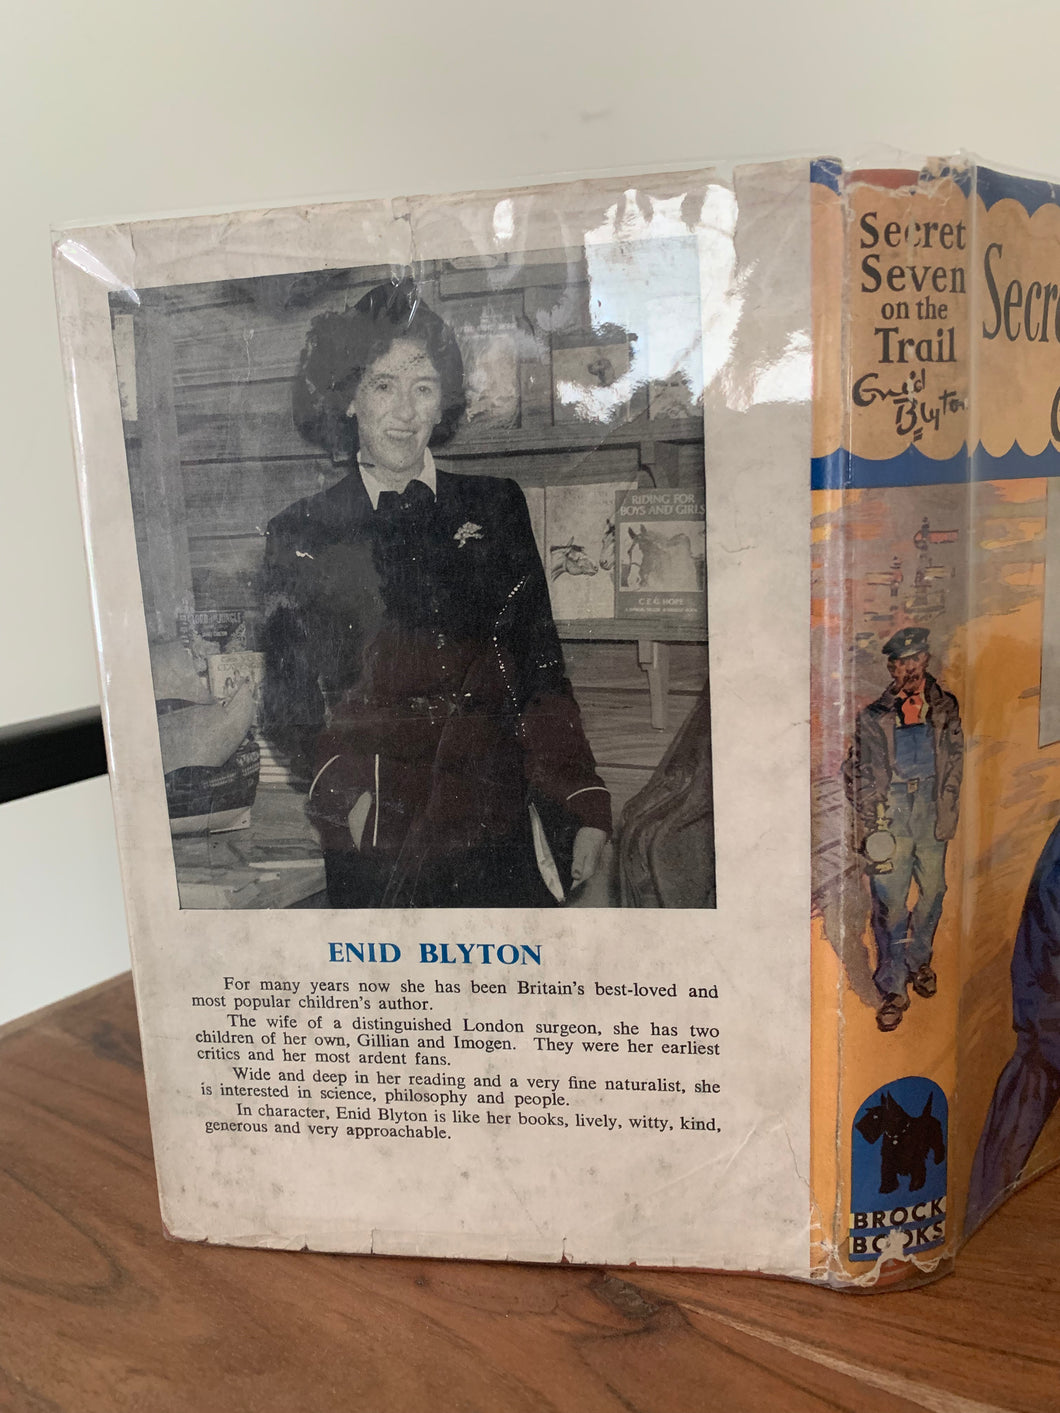 RIDING FOR
BOYS AND GIRLS
C. E. G. HOPE
ENID BLYTON
For many years now she has been Britain's best-loved and
most popular children's author.
The wife of a distinguished London surgeon, she has two
children of her own, Gillian and Imogen. They were her earliest
critics and her most ardent fans.
Wide and deep in her reading and a very fine naturalist, she
is interested in science, philosophy and people.
In character, Enid Blyton is like her books, lively, witty, kind,
generous and very approachable.
Secret
Seven
on the
Trail
Enid
Blyton
BROCK
BOOKS